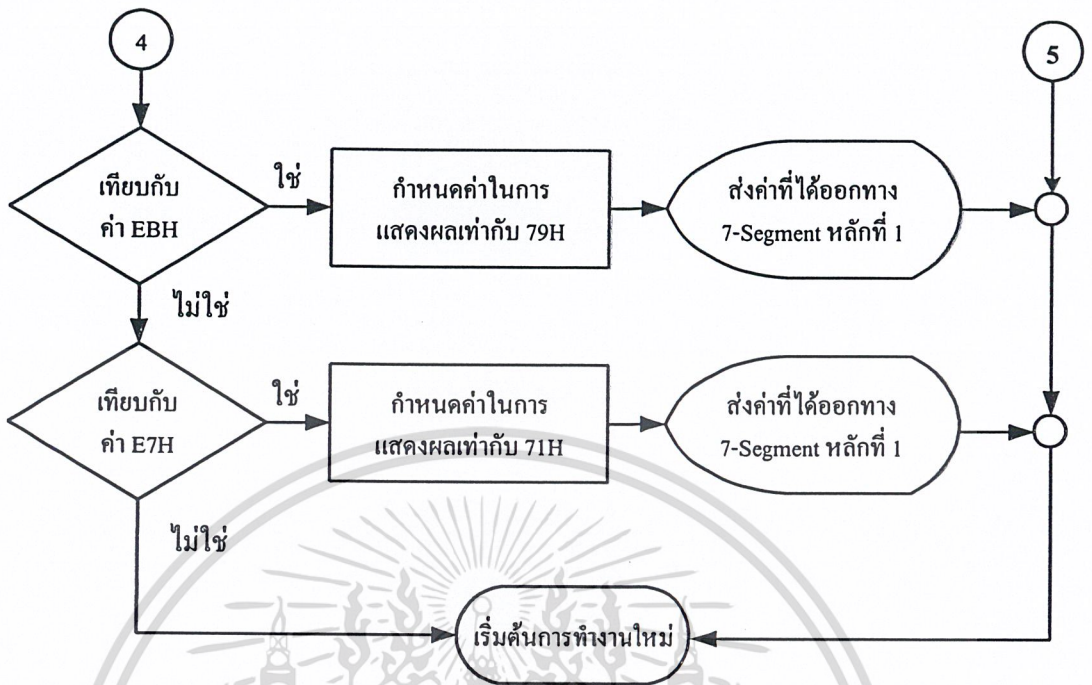 4
5
เทียบกับ
ค่า EBH
ใช่
กำหนดค่าในการ
แสดงผลเท่ากับ 79H
ส่งค่าที่ได้ออกทาง
7-Segment หลักที่ 1
ไม่ใช่
เทียบกับ
ค่า E7H
ใช่
กำหนดค่าในการ
แสดงผลเท่ากับ 71H
ส่งค่าที่ได้ออกทาง
7-Segment หลักที่ 1
ไม่ใช่
เริ่มต้นการทำงานใหม่